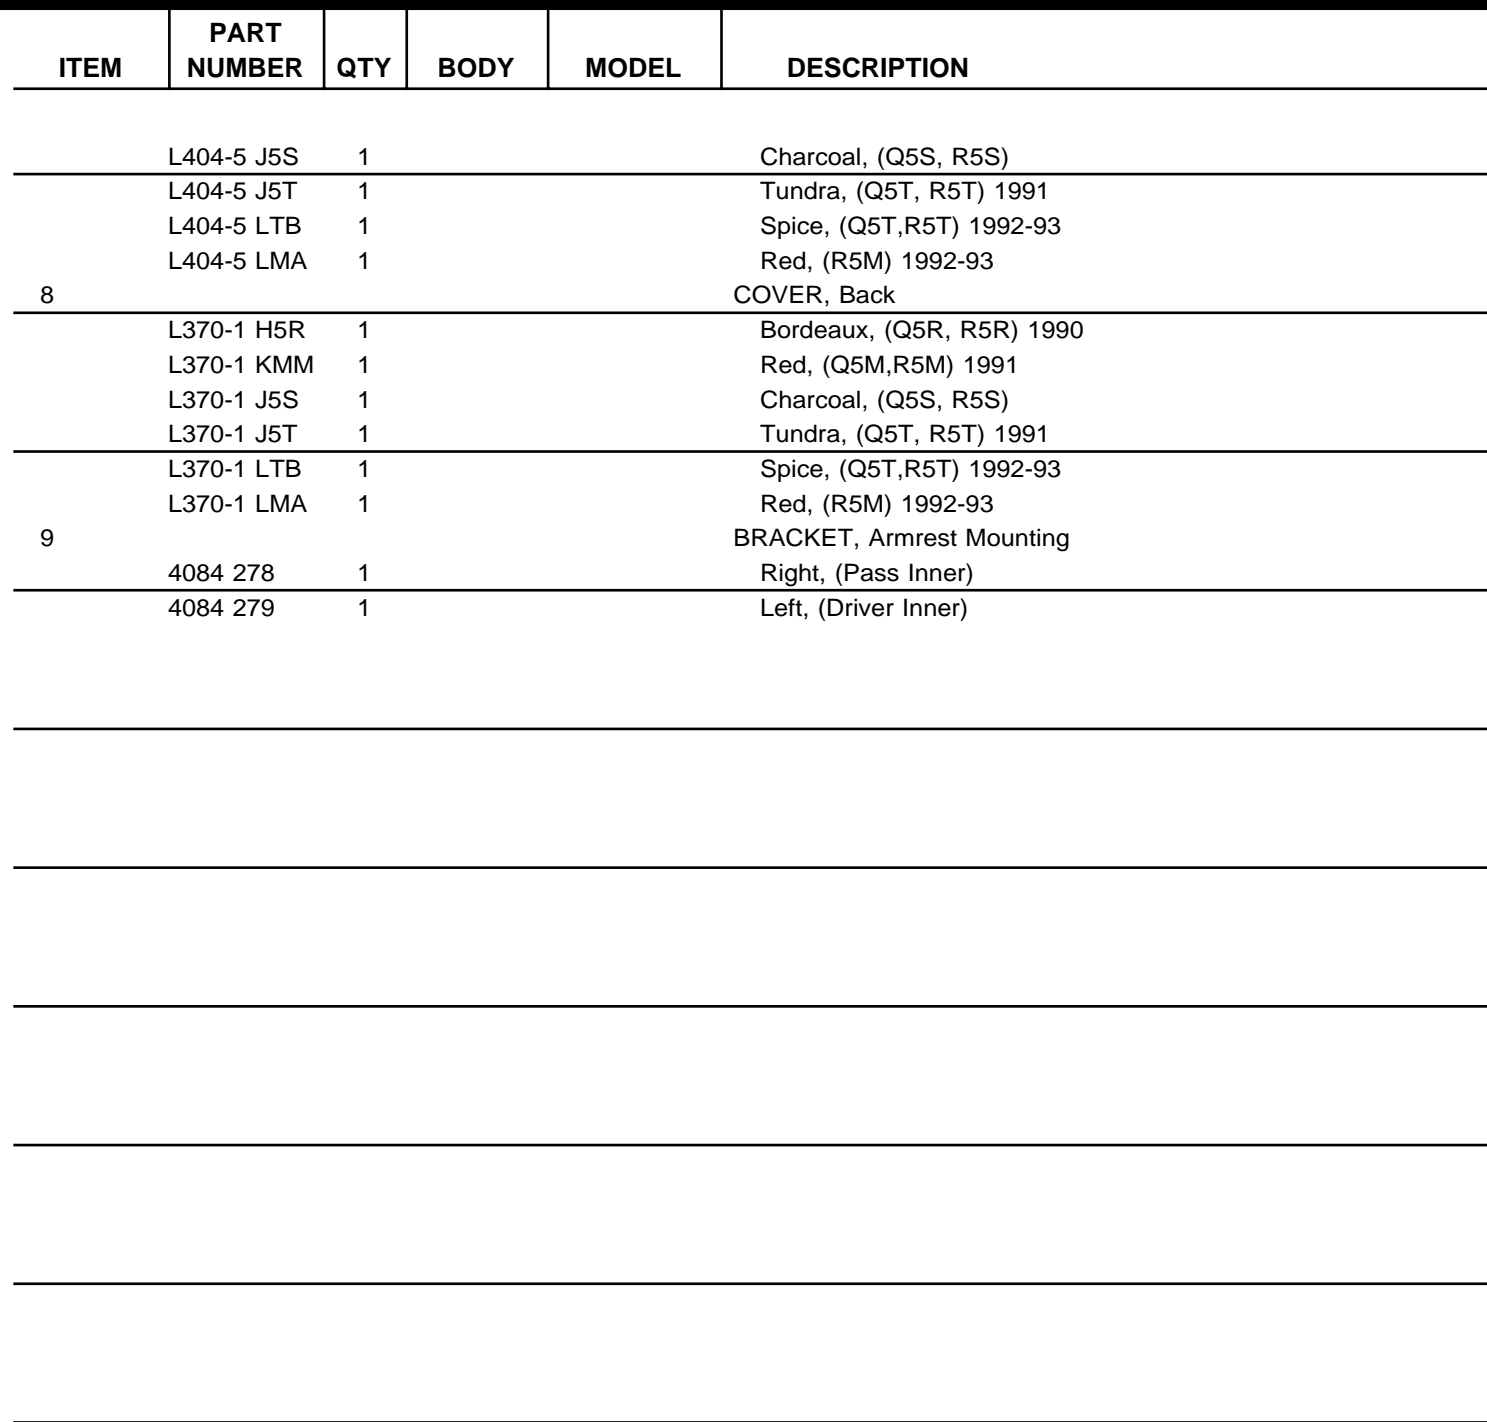 PART
ITEM NUMBER QTY BODY MODEL DESCRIPTION
L404-5 J5S 1 Charcoal, (Q5S, R5S)
L404-5 J5T 1 Tundra, (Q5T, R5T) 1991
L404-5 LTB 1 Spice, (Q5T,R5T) 1992-93
L404-5 LMA 1 Red, (R5M) 1992-93
8 COVER, Back
L370-1 H5R 1 Bordeaux, (Q5R, R5R) 1990
L370-1 KMM 1 Red, (Q5M,R5M) 1991
L370-1 J5S 1 Charcoal, (Q5S, R5S)
L370-1 J5T 1 Tundra, (Q5T, R5T) 1991
L370-1 LTB 1 Spice, (Q5T,R5T) 1992-93
L370-1 LMA 1 Red, (R5M) 1992-93
9 BRACKET, Armrest Mounting
4084 278 1 Right, (Pass Inner)
4084 279 1 Left, (Driver Inner)